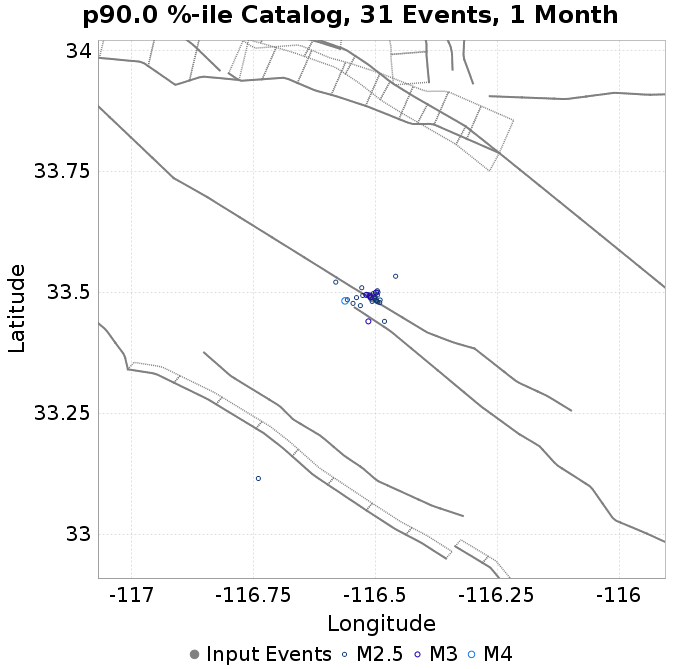 p90.0 %-ile Catalog, 31 Events, 1 Month
34
33.75
33.5
33.25
33
Latitude
-117
-116.75
-116.5
-116.25
-116
Longitude
Input Events M2.5 M3 M4